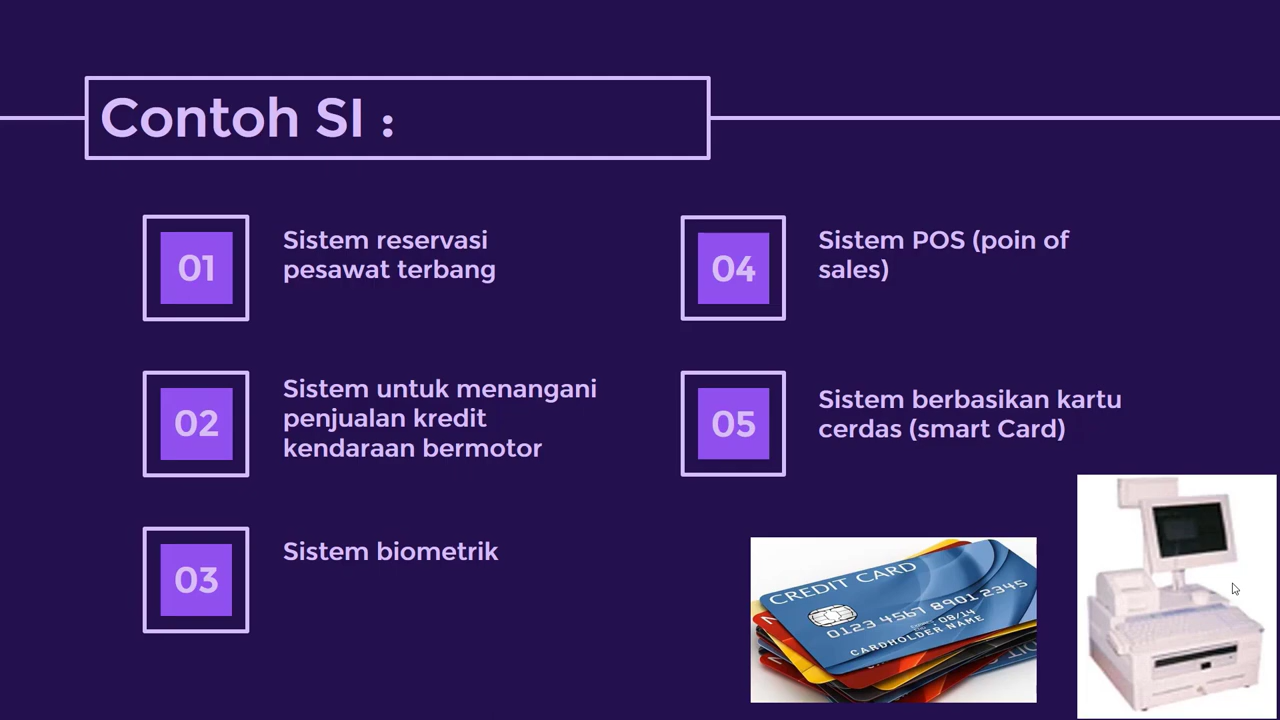 Contoh SI :
01
Sistem reservasi
pesawat terbang
02
Sistem untuk menangani
penjualan kredit
kendaraan bermotor
03
Sistem biometrik
04
Sistem POS (poin of
sales)
05
Sistem berbasikan kartu
cerdas (smart Card)
CREDIT CARD
0123 4567 8901 2345
08/14
CARDHOLDER NAME